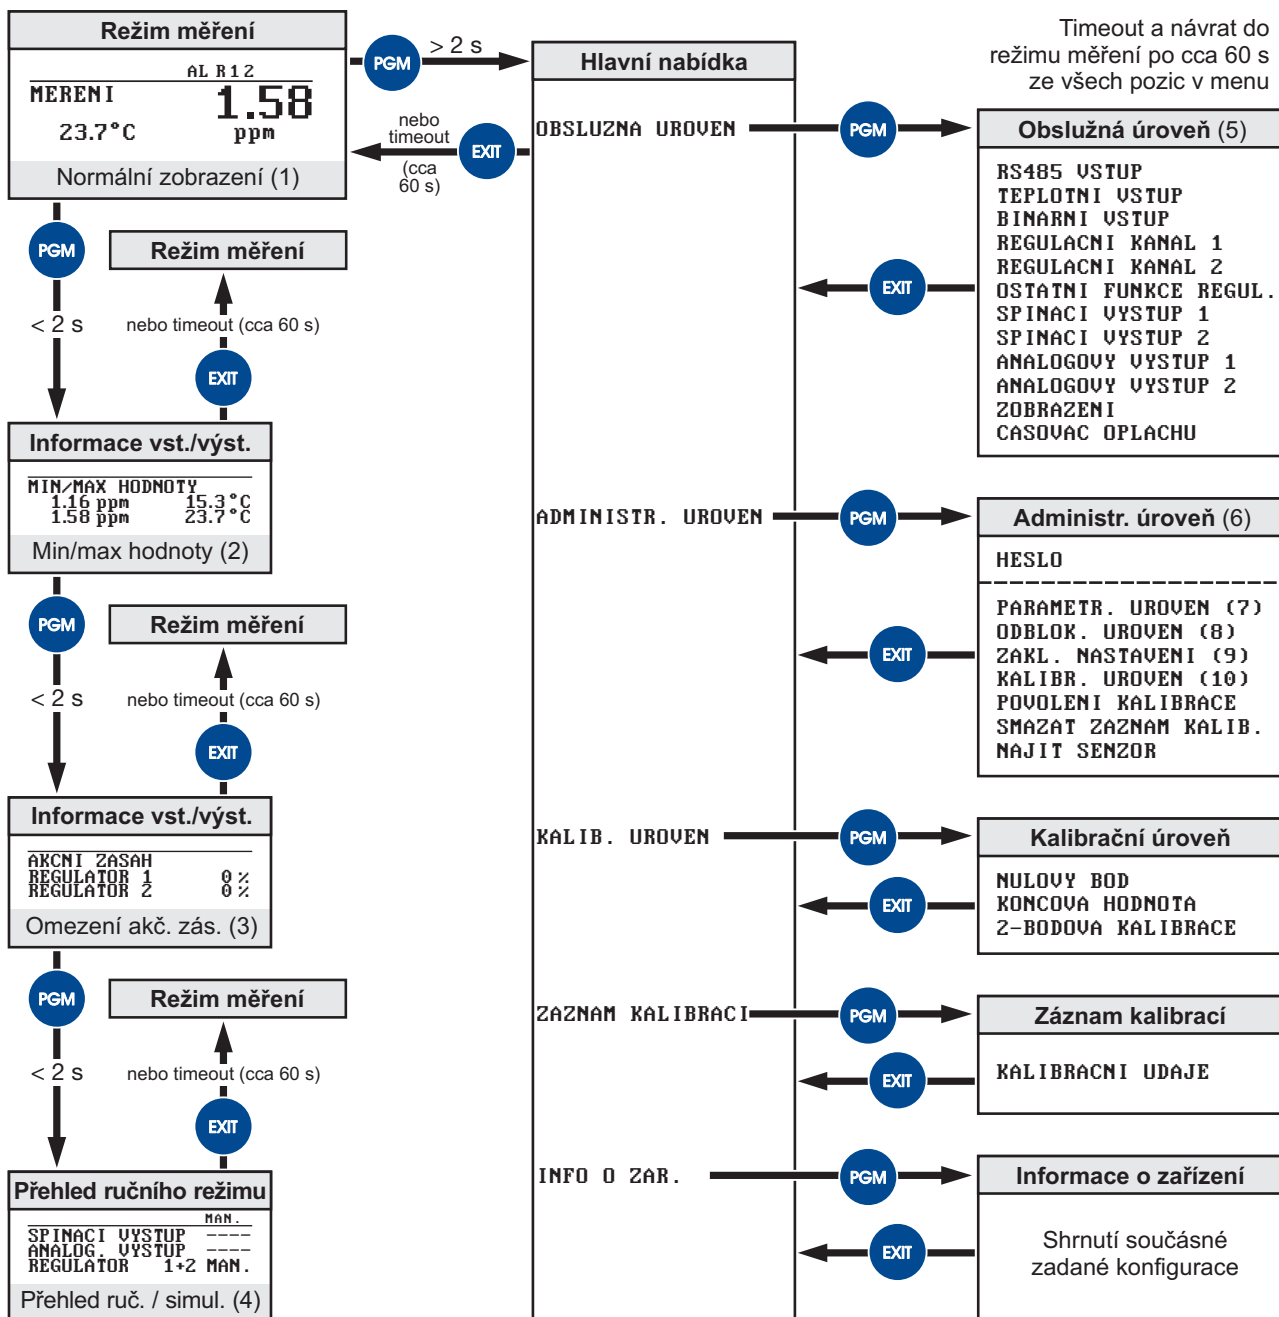 Režim měření
AL R12
MERENI
1.58
23.7°C
ppm
Normální zobrazení (1)
PGM
> 2 s
nebo
timeout
EXIT
(cca
60 s)
PGM
< 2 s
Režim měření
nebo timeout (cca 60 s)
EXIT
Informace vst./výst.
MIN/MAX HODNOTY
1.16 ppm 15.3°C
1.58 ppm 23.7°C
Min/max hodnoty (2)
PGM
< 2 s
Režim měření
nebo timeout (cca 60 s)
EXIT
Informace vst./výst.
AKCNI ZASAH
REGULATOR 1 0%
REGULATOR 2 0%
Omezení akč. zás. (3)
PGM
< 2 s
Režim měření
nebo timeout (cca 60 s)
EXIT
Přehled ručního režimu
MAN.
SPINACI VYSTUP ----
ANALOG. VYSTUP ----
REGULATOR 1+2 MAN.
Přehled ruč. / simul. (4)
Hlavní nabídka
OBSLUZNA UROVEN
PGM
EXIT
ADMINISTR. UROVEN
PGM
EXIT
KALIB. UROVEN
PGM
EXIT
ZAZNAM KALIBRACI
PGM
EXIT
INFO O ZAR.
PGM
EXIT
Timeout a návrat do
režimu měření po cca 60 s
ze všech pozic v menu
Obslužná úroveň (5)
RS485 VSTUP
TEPLOTNI VSTUP
BINARNI VSTUP
REGULACNI KANAL 1
REGULACNI KANAL 2
OSTATNI FUNKCE REGUL.
SPINACI VYSTUP 1
SPINACI VYSTUP 2
ANALOGOVY VYSTUP 1
ANALOGOVY VYSTUP 2
ZOBRAZENI
CASOVAC OPLACHU
Administr. úroveň (6)
HESLO
PARAMETR. UROVEN (7)
ODBLOK. UROVEN (8)
ZAKL. NASTAVENI (9)
KALIBR. UROVEN (10)
POVOLENI KALIBRACE
SMAZAT ZAZNAM KALIB.
NAJIT SENZOR
Kalibrační úroveň
NULOVY BOD
KONCOVA HODNOTA
2-BODOVA KALIBRACE
Záznam kalibrací
KALIBRACNI UDAJE
Informace o zařízení
Shrnutí součásné
zadané konfigurace